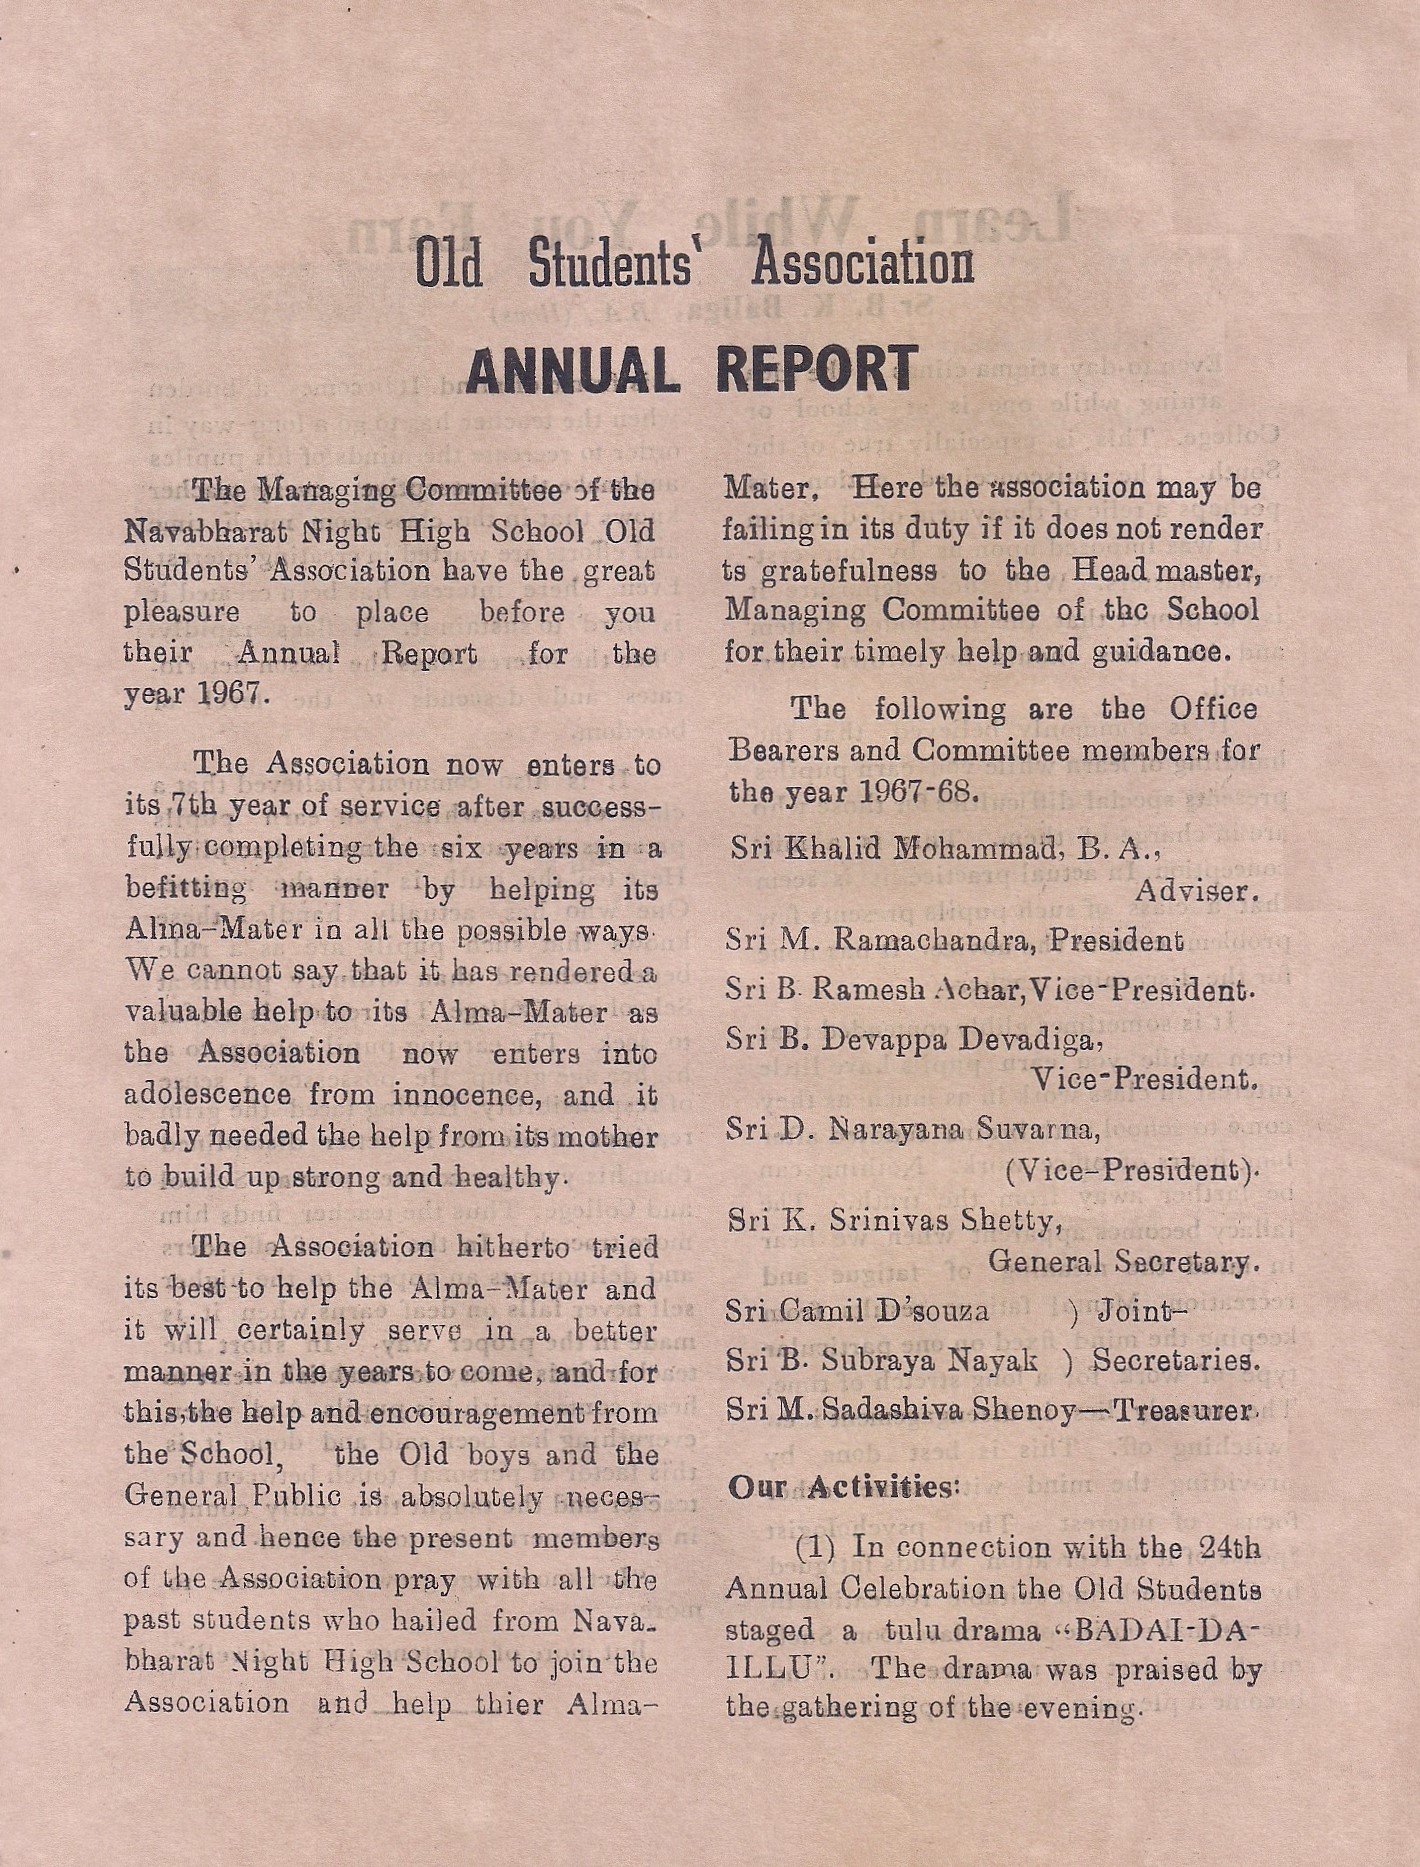 Old Students' Association
ANNUAL REPORT
The Managing Committee of the
Navabharat Night High School Old
Students' Association have the great
pleasure to place before you
their Annual Report for the
year 1967.
The Association now enters to
its 7th year of service after success-
fully completing the six years in a
befitting manner by helping its
Alma-Mater in all the possible ways.
We cannot say that it has rendered a
valuable help to its Alma-Mater as
the Association now enters into
adolescence from innocence, and it
badly needed the help from its mother
to build up strong and healthy.
The Association hitherto tried
its best to help the Alma-Mater and
it will certainly serve in a better
manner in the years to come, and for
this, the help and encouragement from
the School, the Old boys and the
General Public is absolutely neces-
sary and hence the present members
of the Association pray with all the
past students who hailed from Nava-
bharat Night High School to join the
Association and help thier Alma-
Mater. Here the association may be
failing in its duty if it does not render
ts gratefulness to the Head master,
Managing Committee of the School
for their timely help and guidance.
The following are the Office
Bearers and Committee members for
the year 1967-68.
Sri Khalid Mohammad, B. A.,
Adviser.
Sri M. Ramachandra, President
Sri B. Ramesh Achar, Vice-President.
Sri B. Devappa Devadiga,
Vice-President.
Sri D. Narayana Suvarna,
(Vice-President).
Sri K. Srinivas Shetty,
General Secretary.
Sri Camil D'souza ) Joint-
Sri B. Subraya Nayak ) Secretaries.
Sri M. Sadashiva Shenoy—Treasurer.
Our Activities:
(1) In connection with the 24th
Annual Celebration the Old Students
staged a tulu drama "BADAI-DA-
ILLU". The drama was praised by
the gathering of the evening.